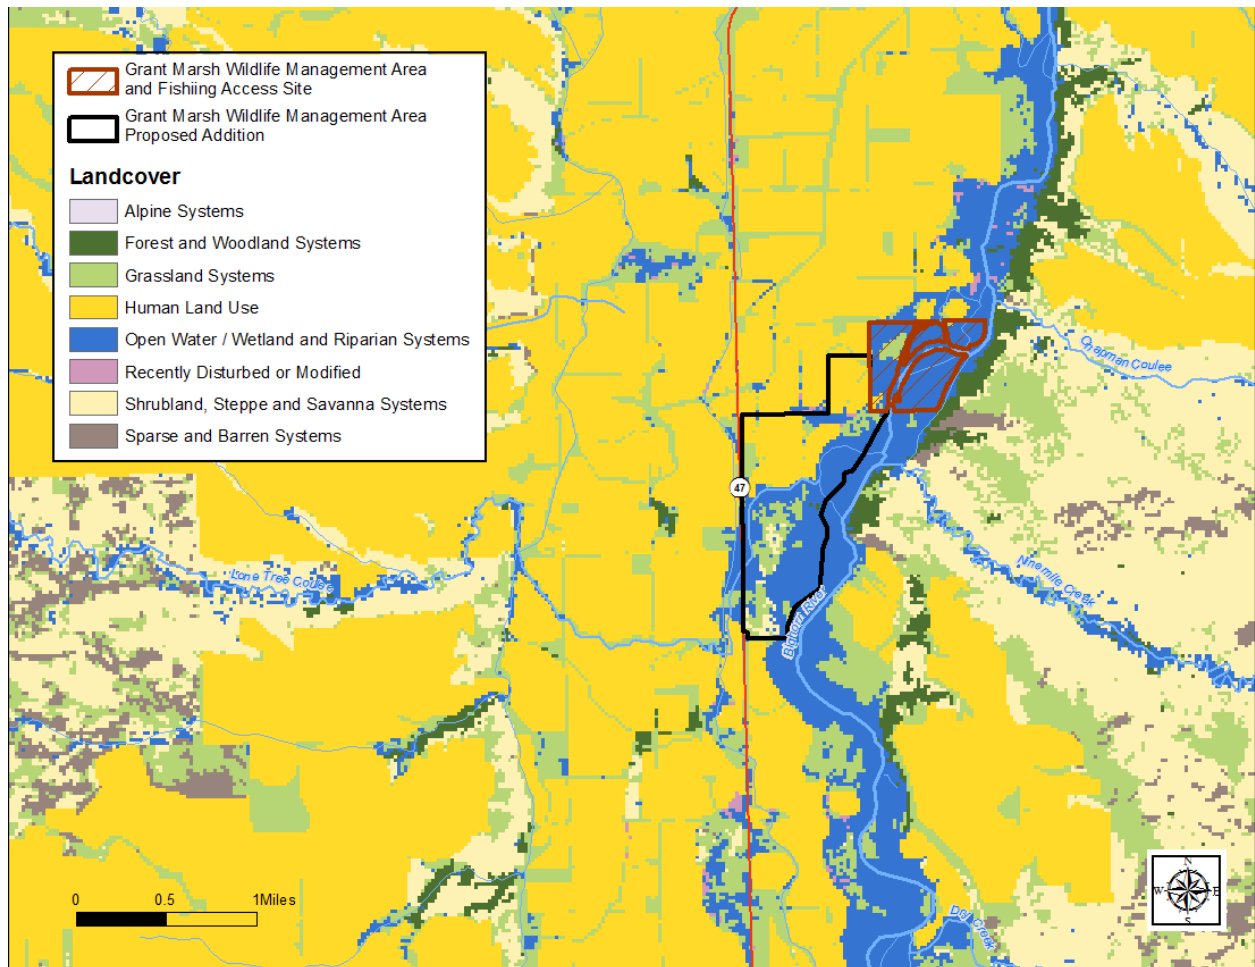 Grant Marsh Wildlife Management Area
and Fishiing Access Site
Grant Marsh Wildlife Management Area
Proposed Addition
Landcover
Alpine Systems
Forest and Woodland Systems
Grassland Systems
Human Land Use
Open Water / Wetland and Riparian Systems
Recently Disturbed or Modified
Shrubland, Steppe and Savanna Systems
Sparse and Barren Systems
Chapman Coulee
47
Lone Tree Coulee
Ninemile Creek
Bighorn River
0 0.5 1Miles
N
W E
S
Dry Creek